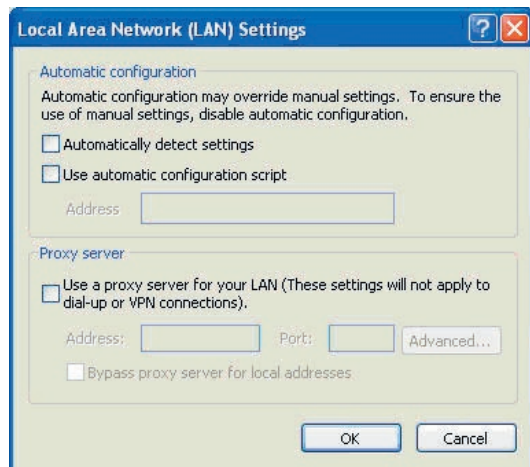 Local Area Network (LAN) Settings
Automatic configuration
Automatic configuration may override manual settings. To ensure the
use of manual settings, disable automatic configuration.
Automatically detect settings
Use automatic configuration script
Address
Proxy server
Use a proxy server for your LAN (These settings will not apply to
dial-up or VPN connections).
Address:
Port:
Advanced...
Bypass proxy server for local addresses
OK
Cancel